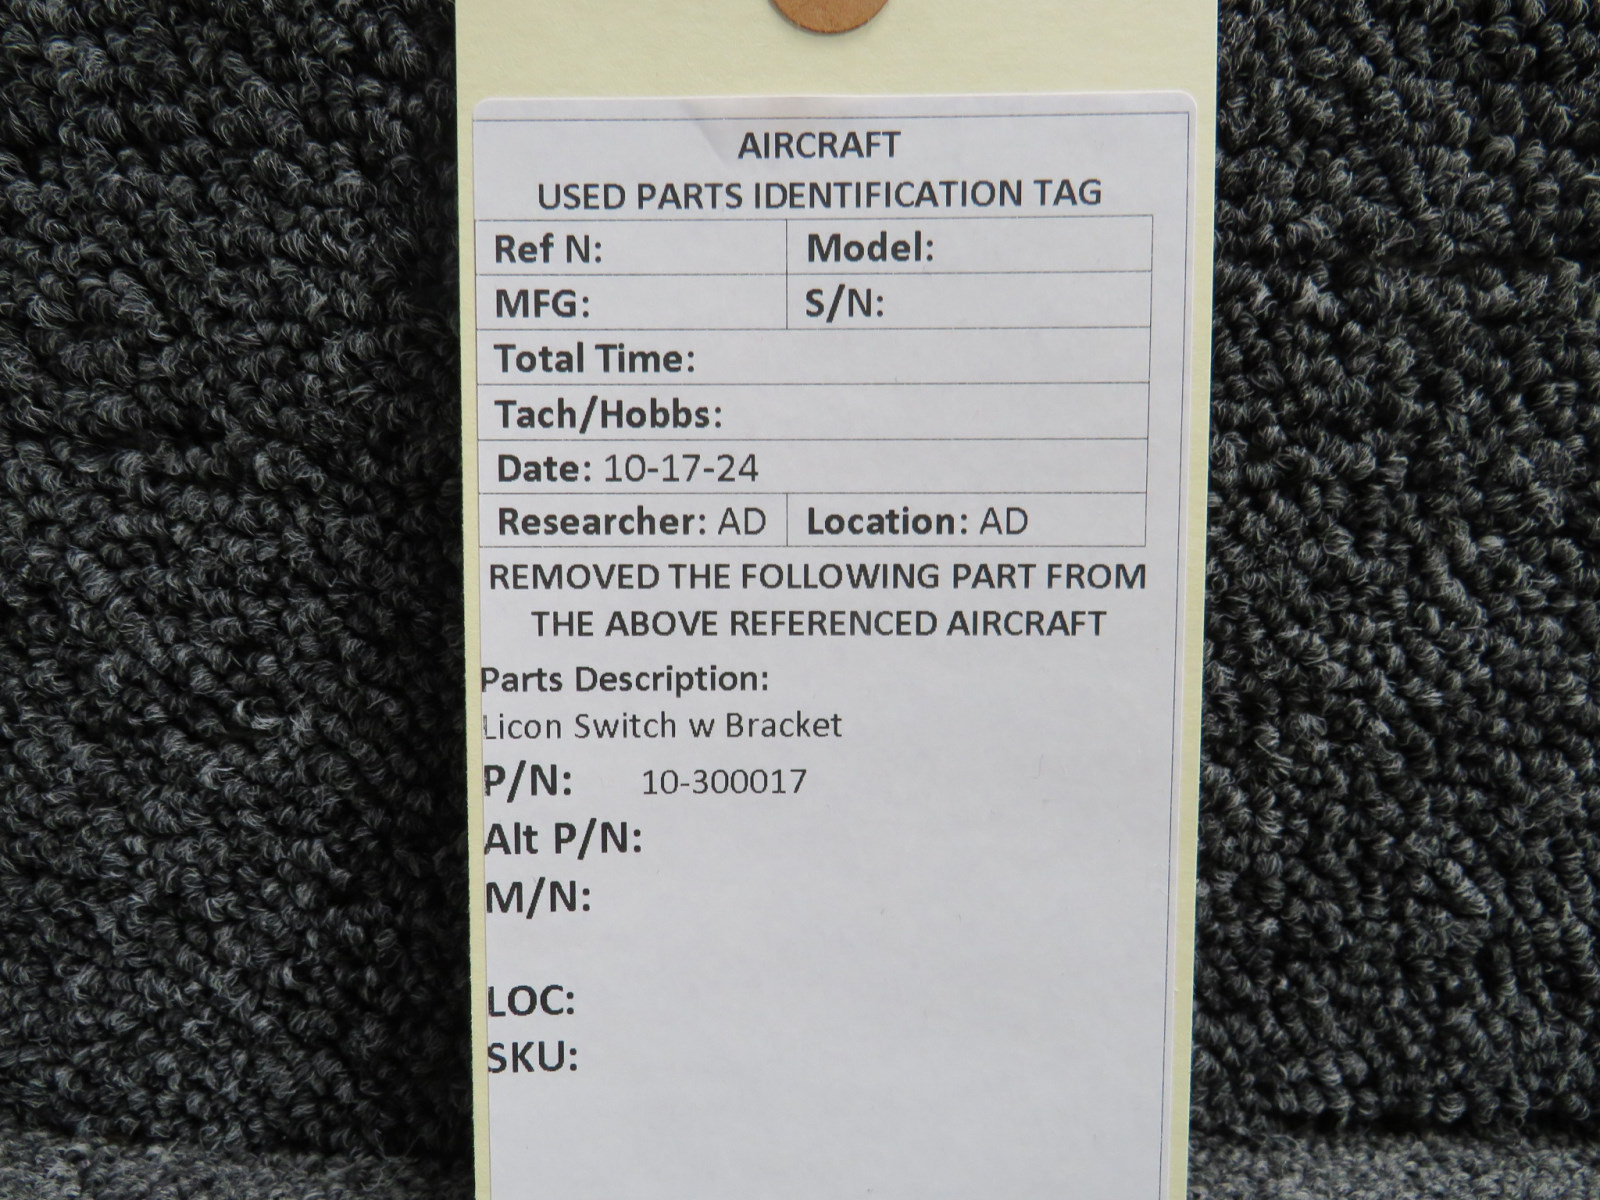 AIRCRAFT
USED PARTS IDENTIFICATION TAG
Ref N: Model:
MFG: S/N:
Total Time:
Tach/Hobbs:
Date: 10-17-24
Researcher: AD Location: AD
REMOVED THE FOLLOWING PART FROM
THE ABOVE REFERENCED AIRCRAFT
Parts Description:
Licon Switch w Bracket
P/N: 10-300017
Alt P/N:
M/N:
LOC:
SKU: